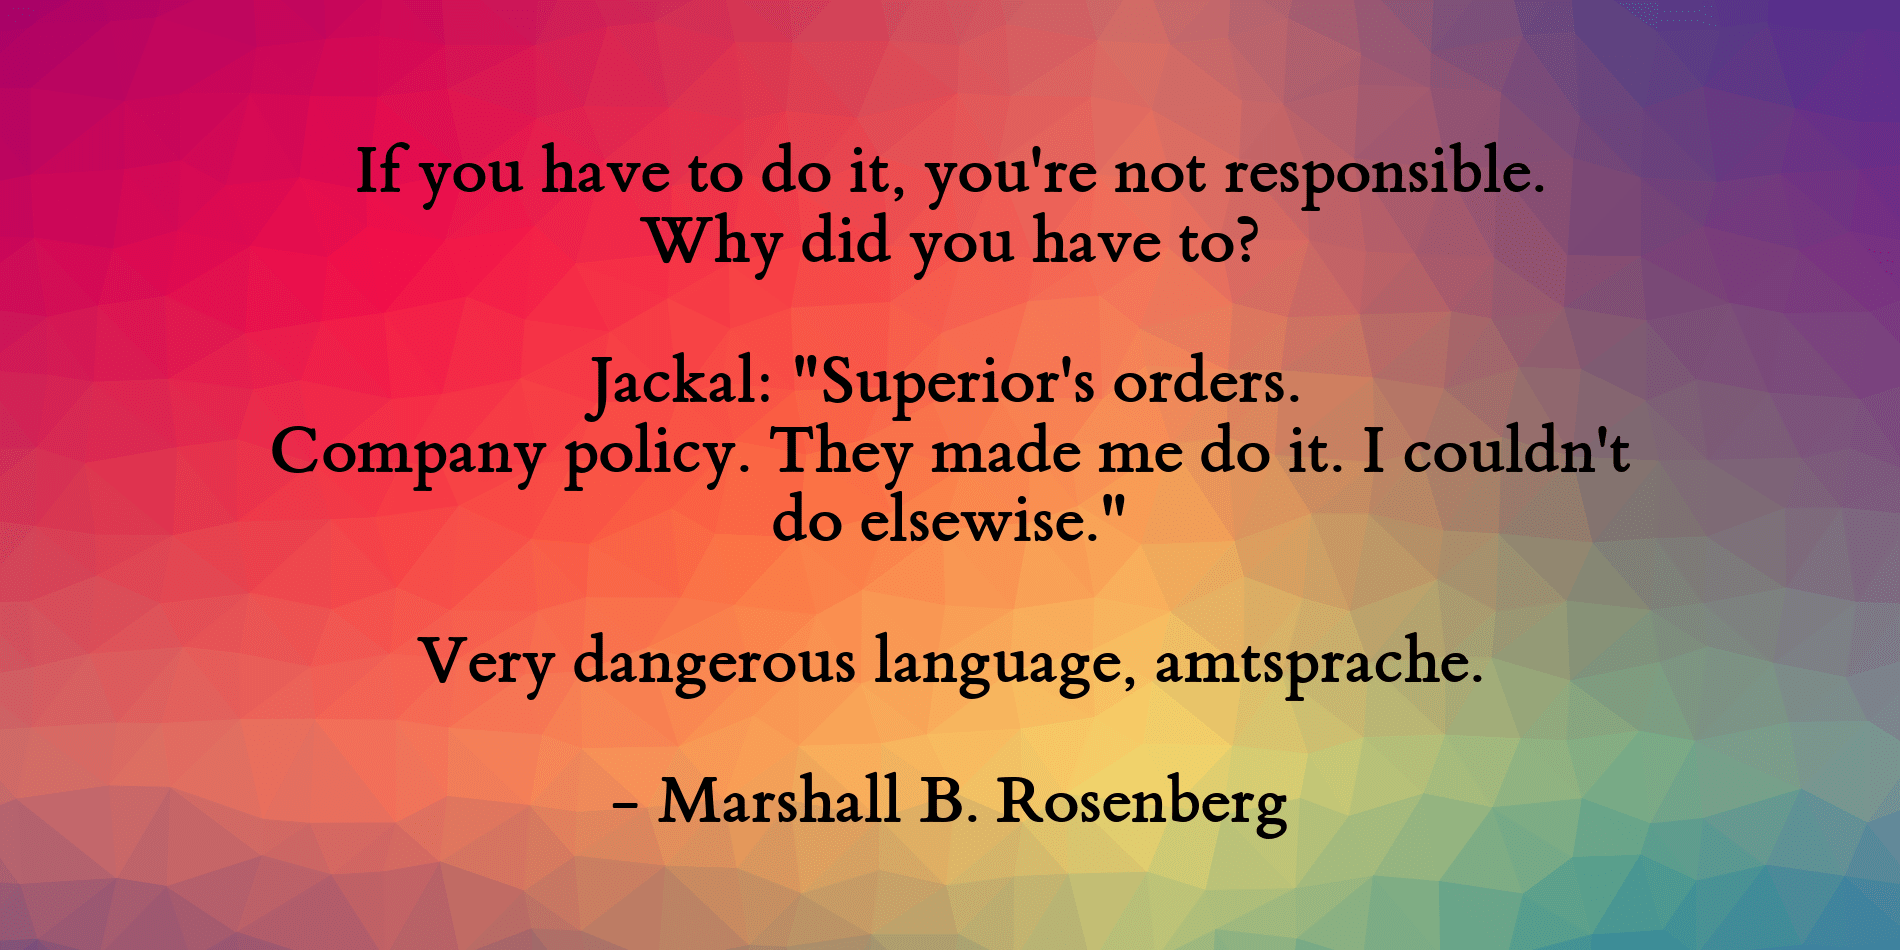 If you have to do it, you're not responsible.
Why did you have to?
Jackal: "Superior's orders.
Company policy. They made me do it. I couldn't
do elsewise."
Very dangerous language, amtsprache.
– Marshall B. Rosenberg